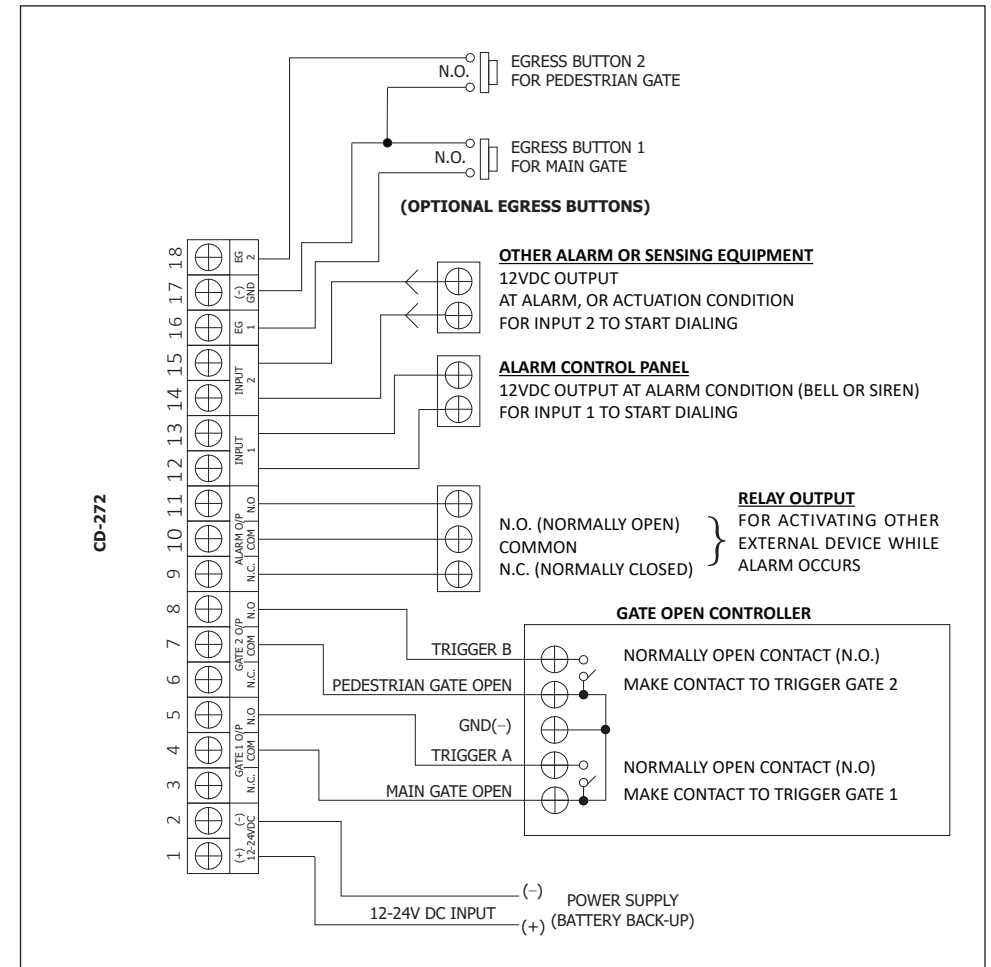 EGRESS BUTTON 2
FOR PEDESTRIAN GATE
N.O.
EGRESS BUTTON 1
FOR MAIN GATE
N.O.
(OPTIONAL EGRESS BUTTONS)
CD-272
18
EG 2
17
(-) GND
16
EG 1
15
14
INPUT 2
13
12
INPUT 1
11
N.O
10
COM
9
N.C.
ALARM O/P
8
N.O
7
COM
6
N.C.
GATE 2 O/P
5
N.O
4
COM
3
N.C.
GATE 1 O/P
2
(-)
1
(+)
12-24VDC
OTHER ALARM OR SENSING EQUIPMENT
12VDC OUTPUT
AT ALARM, OR ACTUATION CONDITION
FOR INPUT 2 TO START DIALING
ALARM CONTROL PANEL
12VDC OUTPUT AT ALARM CONDITION (BELL OR SIREN)
FOR INPUT 1 TO START DIALING
N.O. (NORMALLY OPEN)
COMMON
N.C. (NORMALLY CLOSED)
RELAY OUTPUT
FOR ACTIVATING OTHER
EXTERNAL DEVICE WHILE
ALARM OCCURS
GATE OPEN CONTROLLER
TRIGGER B
PEDESTRIAN GATE OPEN
GND(−)
TRIGGER A
MAIN GATE OPEN
NORMALLY OPEN CONTACT (N.O.)
MAKE CONTACT TO TRIGGER GATE 2
NORMALLY OPEN CONTACT (N.O)
MAKE CONTACT TO TRIGGER GATE 1
12-24V DC INPUT
(−)
(+)
POWER SUPPLY
(BATTERY BACK-UP)